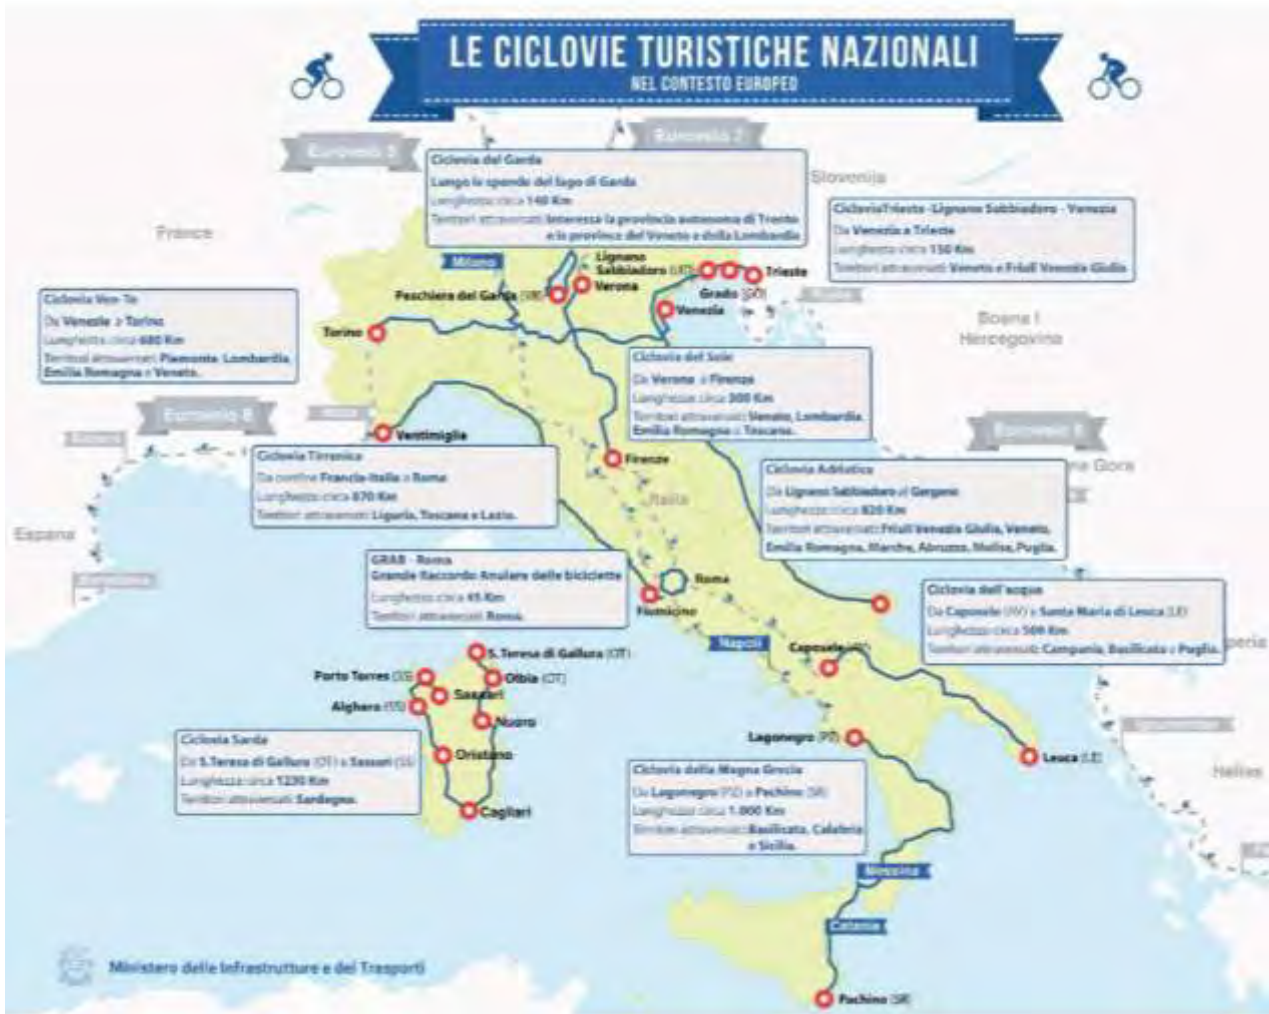 LE CICLOVIE TURISTICHE NAZIONALI
NEL CONTESTO EUROPEO
Eurovelo 7
Ciclovia del Garda
Lungo le sponde del lago di Garda
Lunghezza circa 140 Km
Territori attraversati: Interessa la provincia autonoma di Trento
e le province del Veneto e della Lombardia
Slovenija
France
Ciclovia Trieste - Lignano Sabbiadoro - Venezia
Da Venezia a Trieste
Lunghezza circa 150 Km
Territori attraversati: Veneto e Friuli Venezia Giulia
Milano
Lignano
Sabbiadoro (UD)
Trieste
Verona
Peschiera del Garda (VR)
Grado (GO)
Venezia
Ciclovia Ven-To
Da Venezia a Torino
Lunghezza circa 680 Km
Territori attraversati: Piemonte, Lombardia,
Emilia Romagna e Veneto.
Torino
Bosna I
Hercegovina
Ciclovia del Sole
Da Verona a Firenze
Lunghezza circa 300 Km
Territori attraversati: Veneto, Lombardia,
Emilia Romagna e Toscana.
Eurovelo 8
Ventimiglia
Ciclovia Tirrenica
Da confine Francia-Italia a Roma
Lunghezza circa 870 Km
Territori attraversati: Liguria, Toscana e Lazio.
Firenze
Italia
Gora
Ciclovia Adriatica
Da Lignano Sabbiadoro al Gargano
Lunghezza circa 820 Km
Territori attraversati: Friuli Venezia Giulia, Veneto,
Emilia Romagna, Marche, Abruzzo, Molise, Puglia.
Espana
Barcelona
GRAB - Roma
Grande Raccordo Anulare delle biciclette
Lunghezza circa 45 Km
Territori attraversati: Roma.
Roma
Fiumicino
Ciclovia dell'acqua
Da Caposele (AV) a Santa Maria di Leuca (LE)
Lunghezza circa 500 Km
Territori attraversati: Campania, Basilicata e Puglia.
Napoli
Caposele (AV)
S. Teresa di Gallura (OT)
Porto Torres (SS)
Olbia (OT)
Sassari
Alghero (SS)
Nuoro
Oristano
Cagliari
Lagonegro (PZ)
Leuca (LE)
Ciclovia Sarda
Da S.Teresa di Gallura (OT) a Sassari (SS)
Lunghezza circa 1230 Km
Territori attraversati: Sardegna.
Ciclovia della Magna Grecia
Da Lagonegro (PZ) a Pachino (SR)
Lunghezza circa 1.000 Km
Territori attraversati: Basilicata, Calabria
e Sicilia.
Hellas
Messina
Catania
Ministero delle Infrastrutture e dei Trasporti
Pachino (SR)